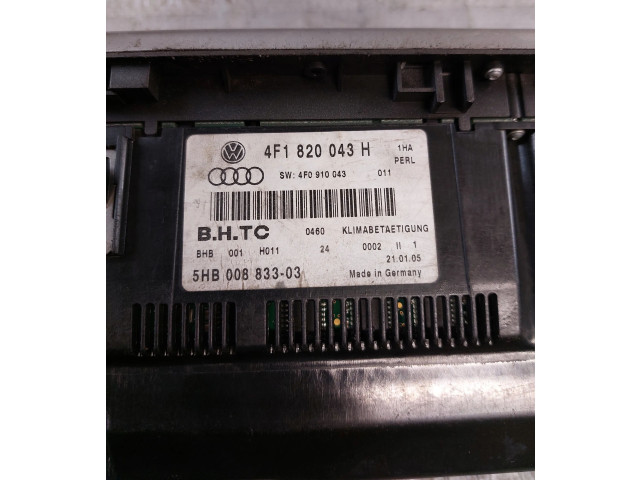 4F1 820 043 H 1HA
PERL
SW: 4F0 910 043 011
B.H.TC 0460 KLIMABETAETIGUNG
BHB 001 H011 24 0002 II 1
21.01.05
5HB 008 833-03 Made in Germany